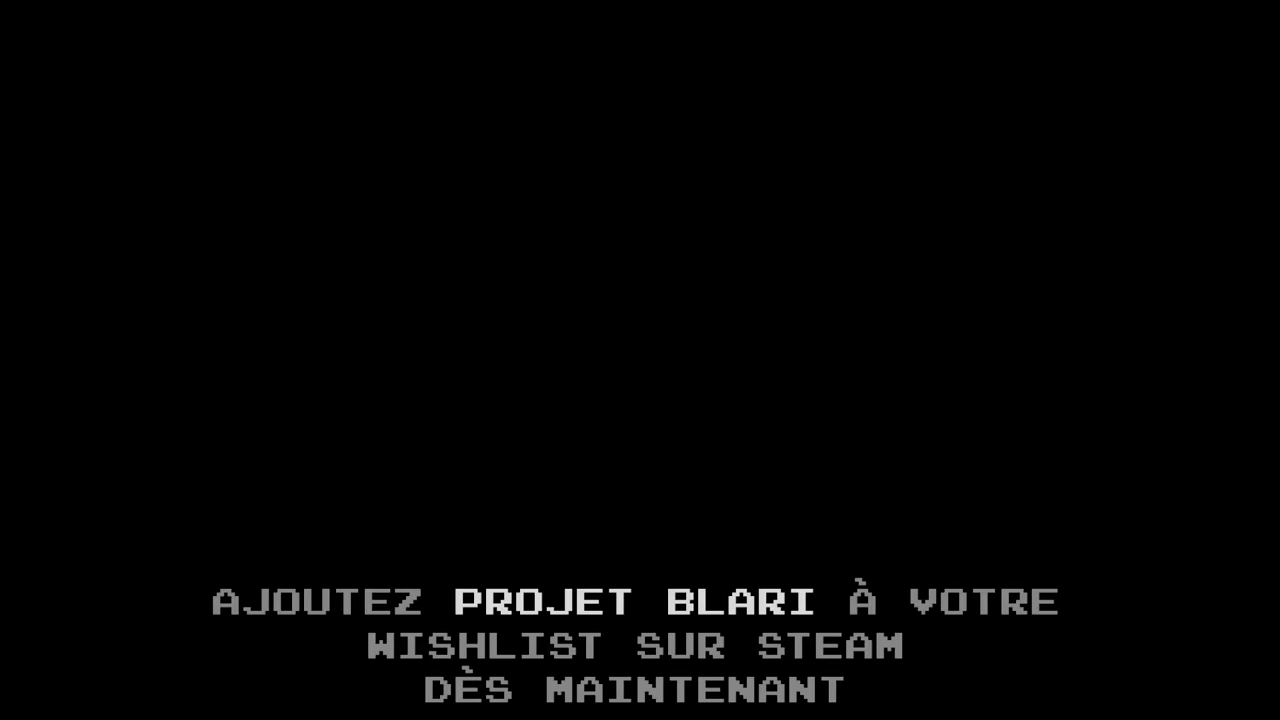 AJOUTEZ PROJET BLARI À VOTRE
WISHLIST SUR STEAM
DÈS MAINTENANT